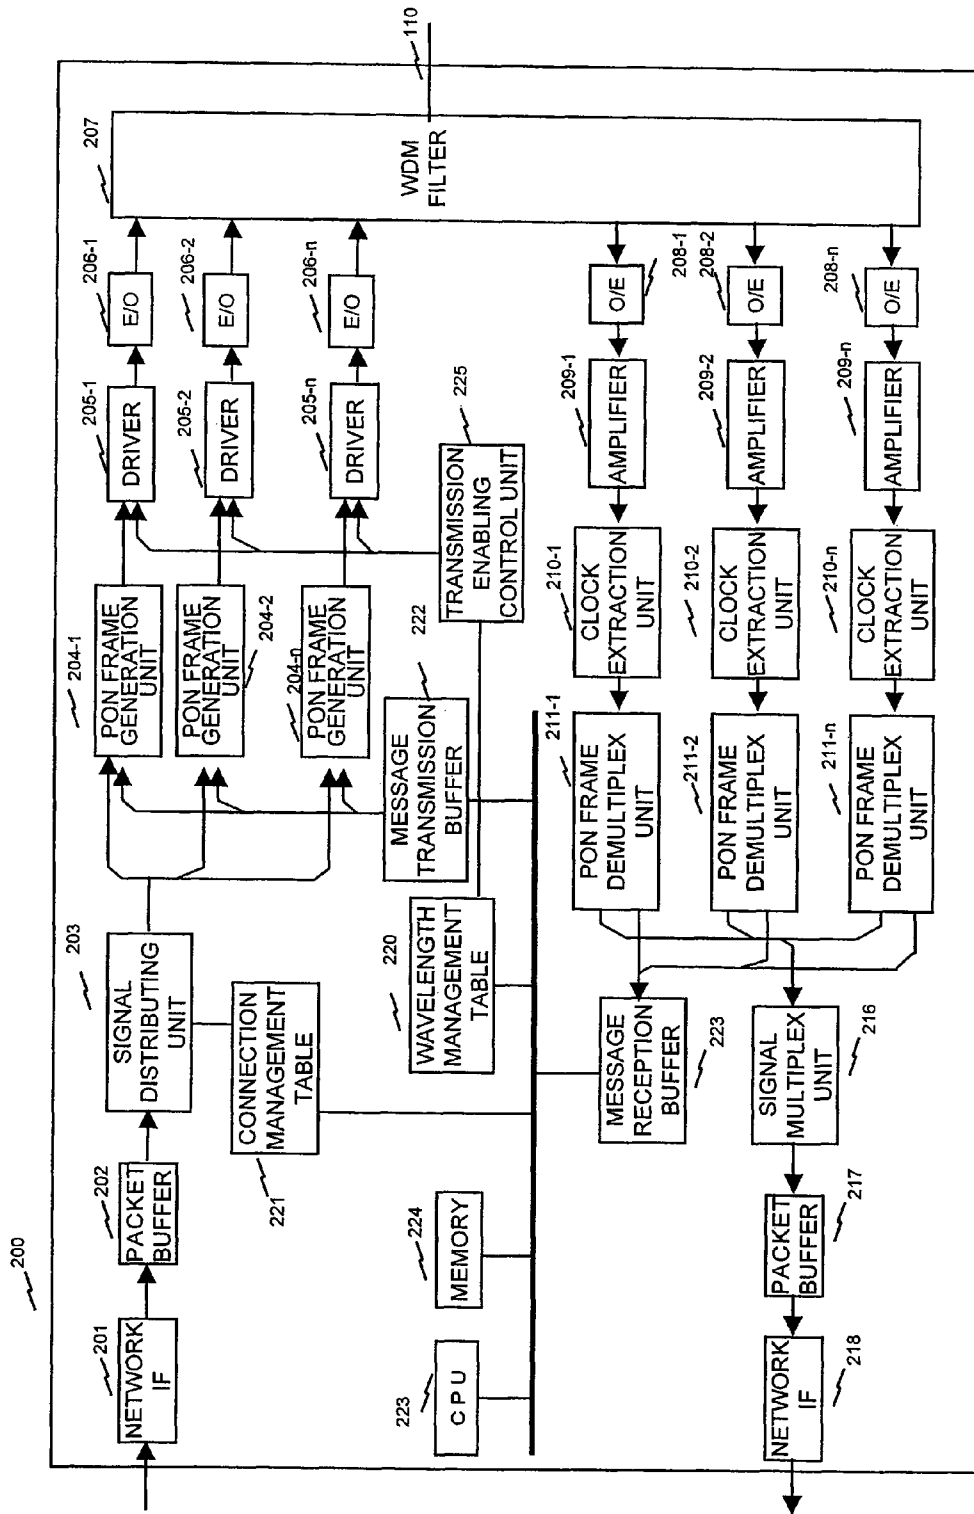 200
201
NETWORK
IF
202
PACKET
BUFFER
203
SIGNAL
DISTRIBUTING
UNIT
204-1
PON FRAME
GENERATION
UNIT
205-1
DRIVER
206-1
E/O
207
WDM
FILTER
110
204-2
PON FRAME
GENERATION
UNIT
205-2
DRIVER
206-2
E/O
204-n
PON FRAME
GENERATION
UNIT
205-n
DRIVER
206-n
E/O
221
CONNECTION
MANAGEMENT
TABLE
222
MESSAGE
TRANSMISSION
BUFFER
225
TRANSMISSION
ENABLING
CONTROL UNIT
220
WAVELENGTH
MANAGEMENT
TABLE
223
CPU
224
MEMORY
223
MESSAGE
RECEPTION
BUFFER
211-1
PON FRAME
DEMULTIPLEX
UNIT
210-1
CLOCK
EXTRACTION
UNIT
209-1
AMPLIFIER
208-1
O/E
211-2
PON FRAME
DEMULTIPLEX
UNIT
210-2
CLOCK
EXTRACTION
UNIT
209-2
AMPLIFIER
208-2
O/E
211-n
PON FRAME
DEMULTIPLEX
UNIT
210-n
CLOCK
EXTRACTION
UNIT
209-n
AMPLIFIER
208-n
O/E
216
SIGNAL
MULTIPLEX
UNIT
217
PACKET
BUFFER
218
NETWORK
IF